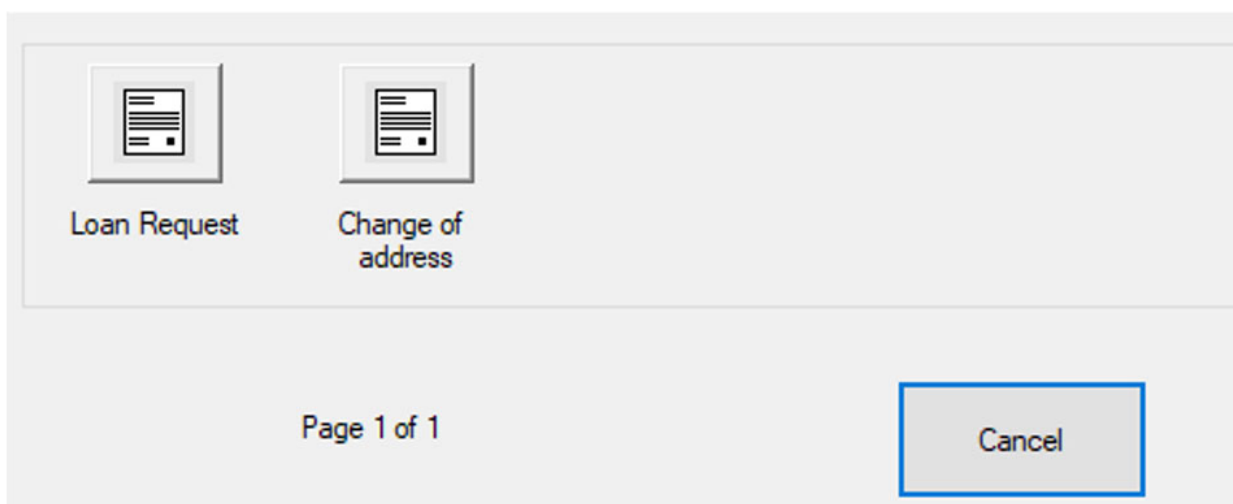 Loan Request
Change of
address
Page 1 of 1
Cancel